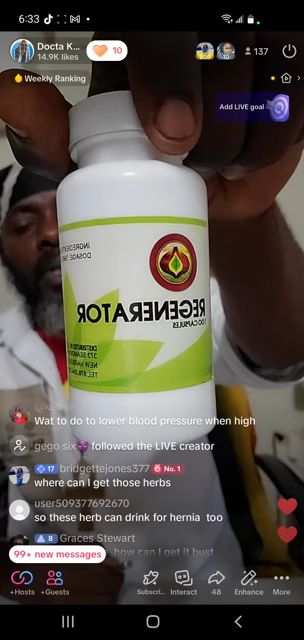 6:33
Docta K...
14.9K likes
10
137
Weekly Ranking
Add LIVE goal
INGREDIENTS
DOSAGE: TWO
REGENERATOR
100 CAPSULES
DISTRIBUTED
Wat to do to lower blood pressure when high
gego six😈 followed the LIVE creator
17 bridgettejones377 No. 1
where can I get those herbs
user509377692670
so these herb can drink for hernia too
8 Graces Stewart
how can I get it bust
99+ new messages
+Hosts
+Guests
Subscri...
Interact
48
Enhance
More